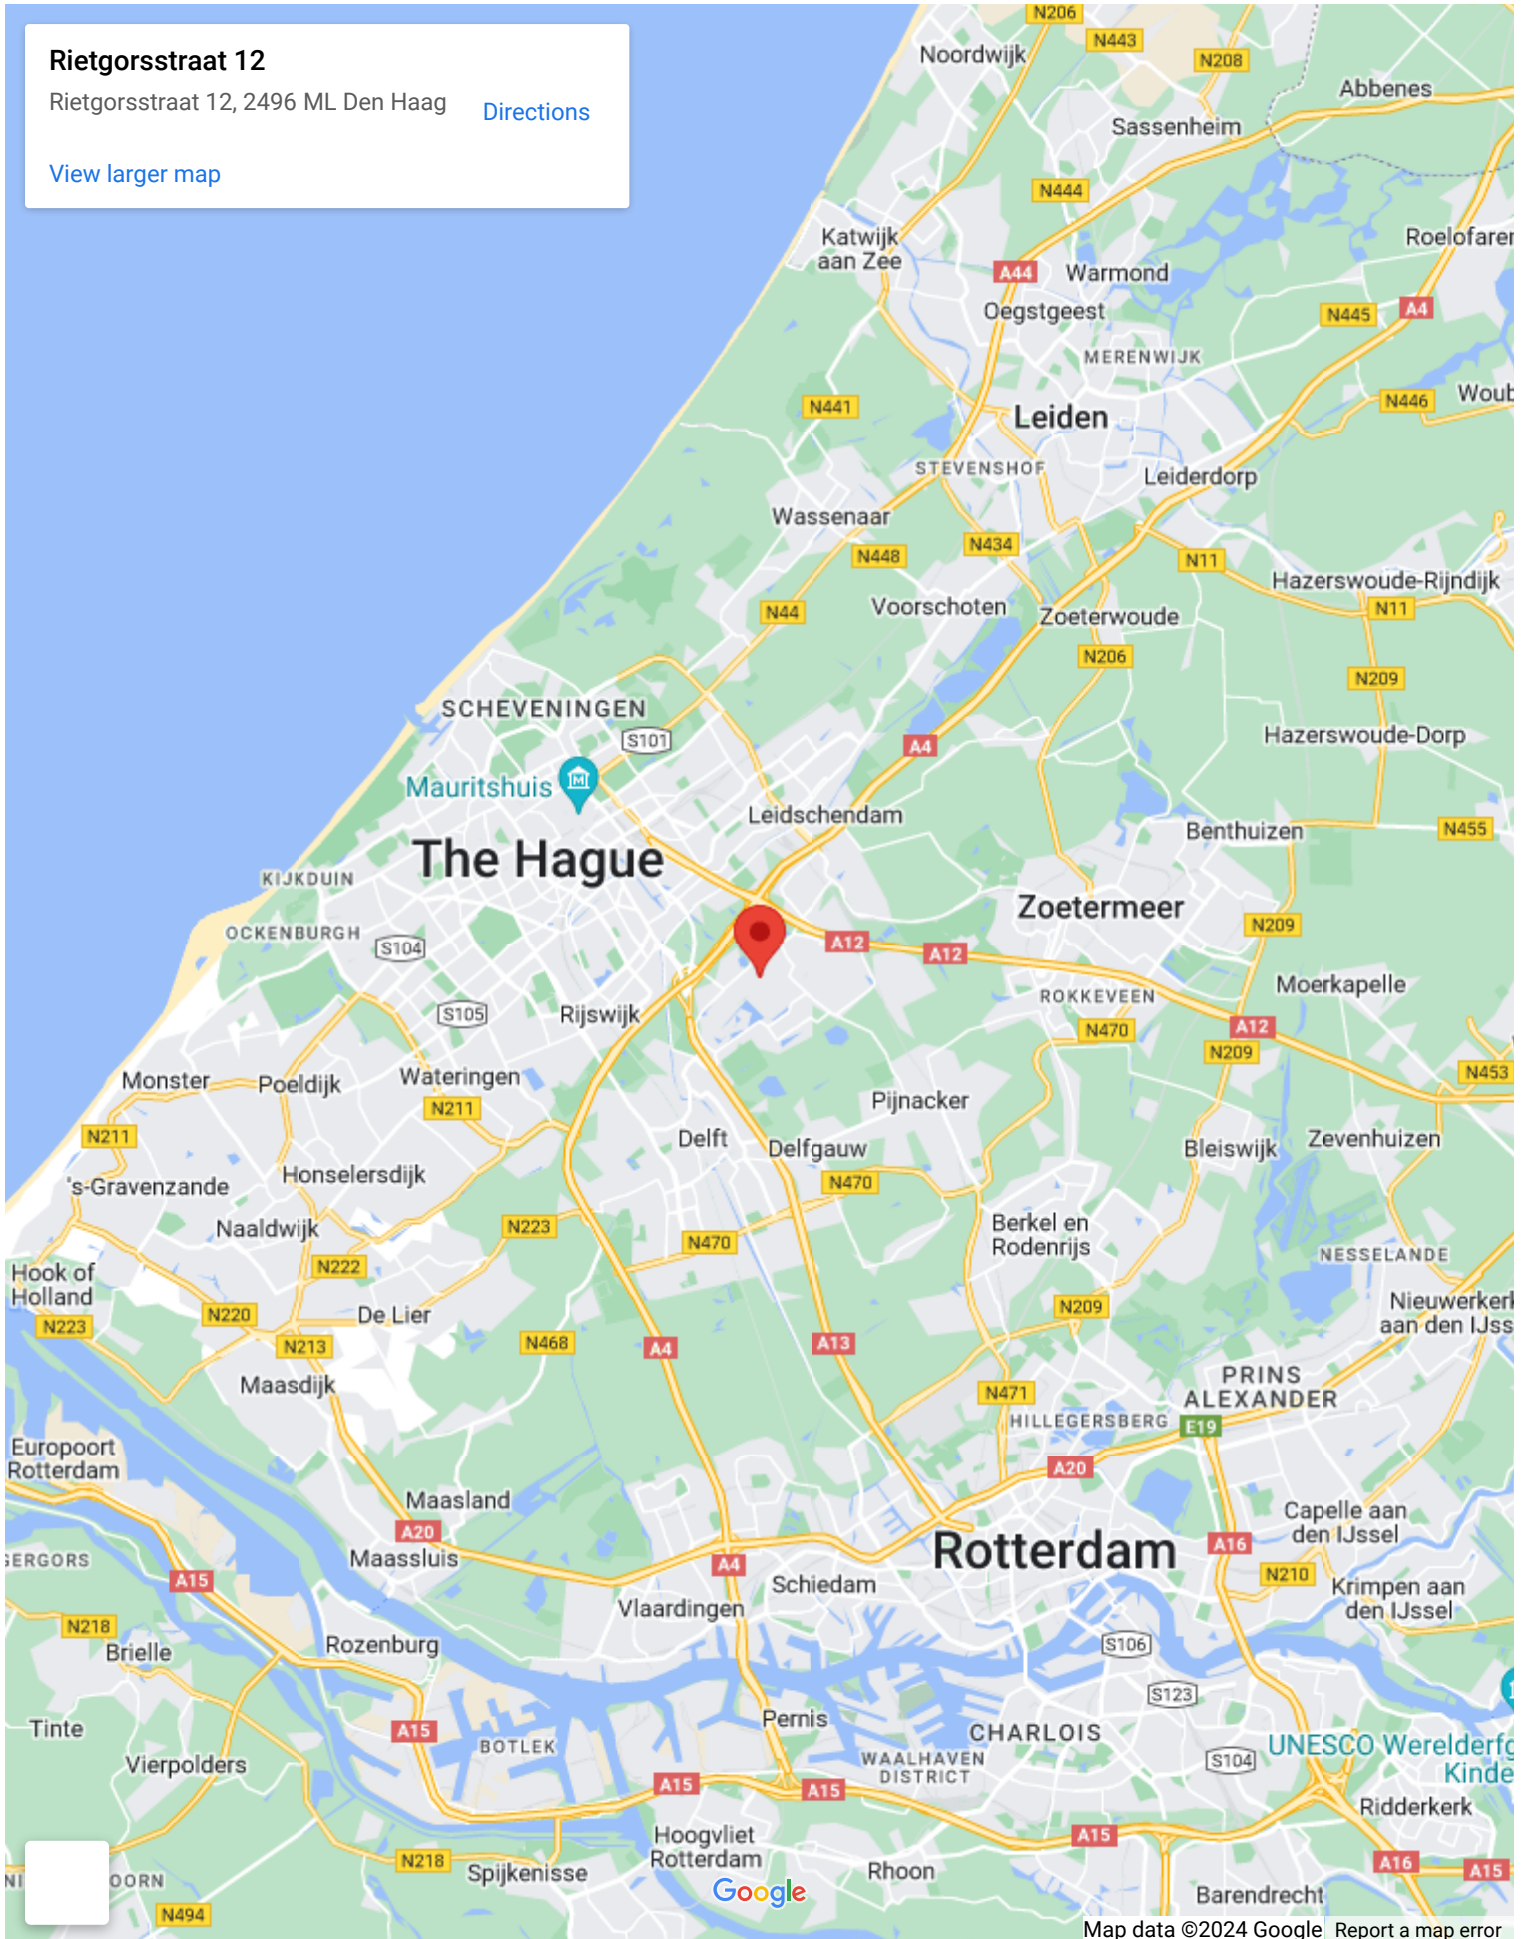 Rietgorsstraat 12
Rietgorsstraat 12, 2496 ML Den Haag
Directions
View larger map
N206
Noordwijk
N443
N208
Abbenes
Sassenheim
N444
Katwijk
aan Zee
Roelofaren
A44
Warmond
Oegstgeest
N445
A4
MERENWIJK
N441
N446
Woub
Leiden
STEVENSHOF
Leiderdorp
Wassenaar
N448
N434
N11
Hazerswoude-Rijndijk
N44
Voorschoten
Zoeterwoude
N11
N206
N209
SCHEVENINGEN
S101
A4
Hazerswoude-Dorp
Mauritshuis
Leidschendam
Benthuizen
N455
The Hague
KIJKDUIN
Zoetermeer
OCKENBURGH
S104
A12
A12
N209
Moerkapelle
ROKKEVEEN
Rijswijk
S105
N470
A12
N209
Monster
Poeldijk
Wateringen
N453
N211
Pijnacker
N211
Delft
Delfgauw
Bleiswijk
Zevenhuizen
Honselersdijk
's-Gravenzande
N470
Naaldwijk
N223
N470
Berkel en
Rodenrijs
NESSELANDE
Hook of
Holland
N222
N220
De Lier
N209
Nieuwerkerk
aan den IJss
N223
N213
N468
A4
A13
Maasdijk
N471
PRINS
ALEXANDER
HILLEGERSBERG
E19
Europoort
Rotterdam
A20
Maasland
A20
Capelle aan
den IJssel
Rotterdam
A16
GERGORS
Maassluis
A4
A15
Schiedam
N210
Krimpen aan
den IJssel
Vlaardingen
N218
Brielle
Rozenburg
S106
S123
Tinte
A15
BOTLEK
Pernis
CHARLOIS
WAALHAVEN
DISTRICT
S104
UNESCO Werelderfg
Kinde
Vierpolders
A15
A15
Ridderkerk
Hoogvliet
Rotterdam
A15
N218
Spijkenisse
Rhoon
A16
A15
NI
OORN
Google
Barendrecht
N494
Map data ©2024 Google
Report a map error